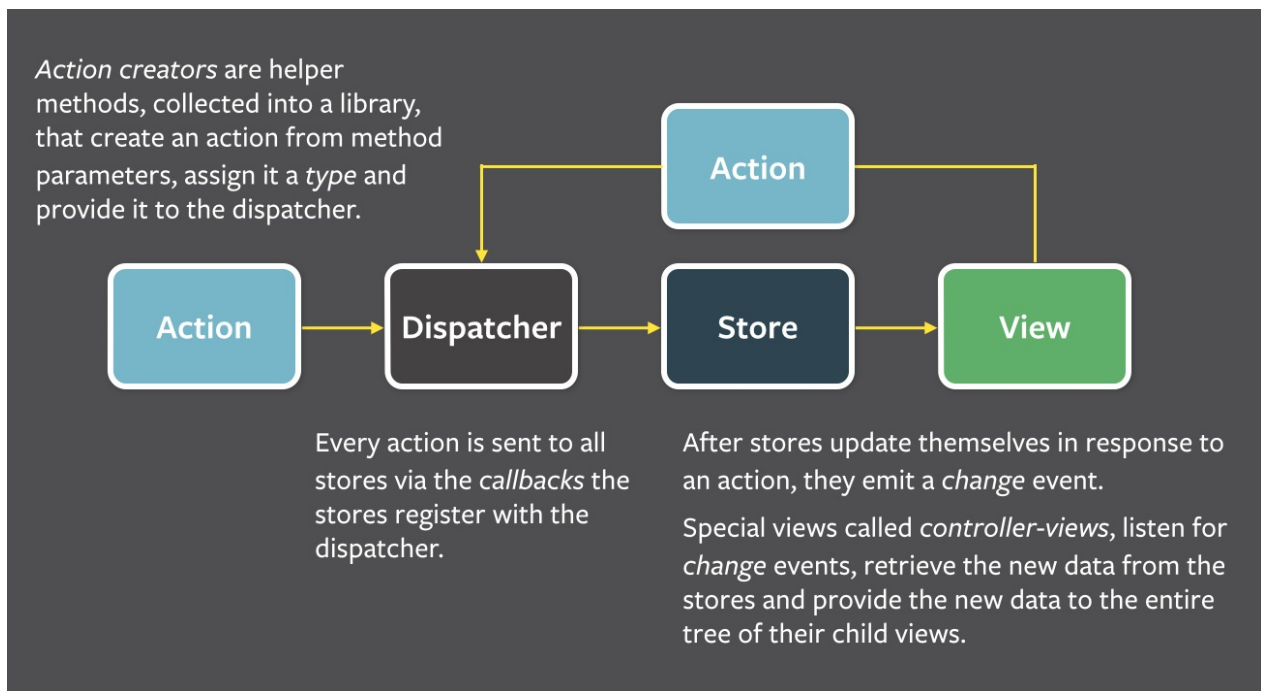 Action creators are helper
methods, collected into a library,
that create an action from method
parameters, assign it a type and
provide it to the dispatcher.
Action
Action
Dispatcher
Store
View
Every action is sent to all
stores via the callbacks the
stores register with the
dispatcher.
After stores update themselves in response to
an action, they emit a change event.
Special views called controller-views, listen for
change events, retrieve the new data from the
stores and provide the new data to the entire
tree of their child views.